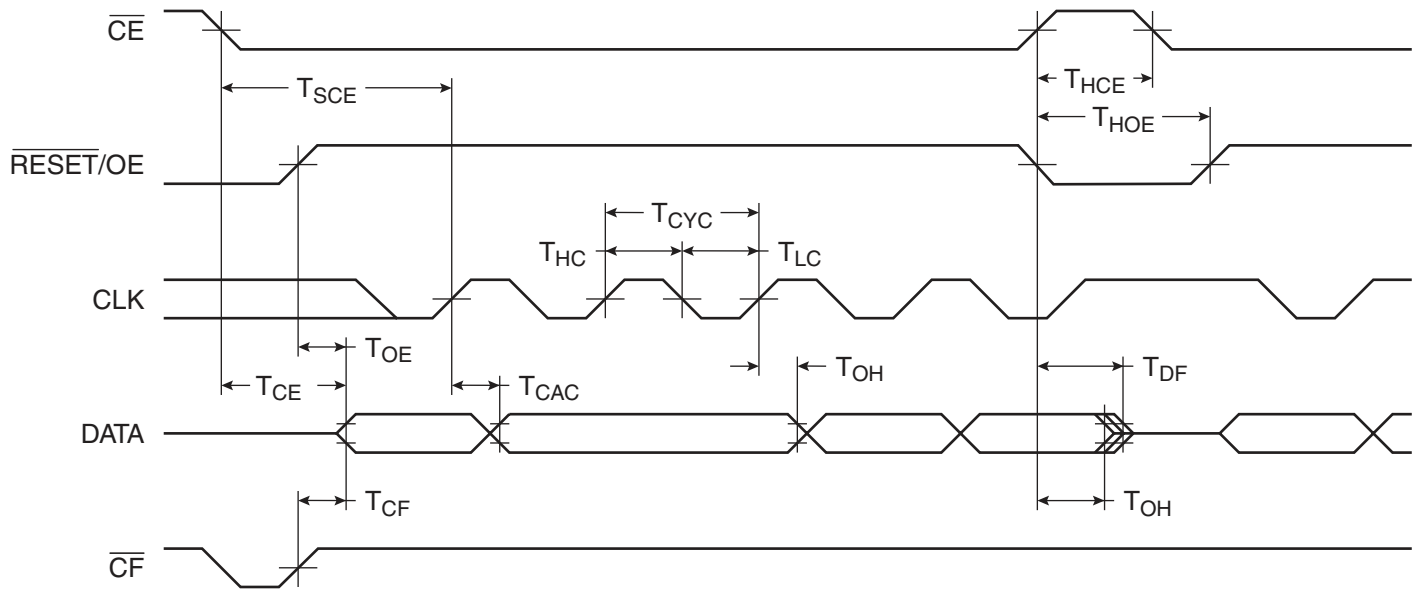 CE
T_SCE
T_HCE
T_HOE
RESET/OE
T_CYC
T_HC
T_LC
CLK
T_OE
T_CE
T_CAC
T_OH
T_DF
DATA
T_CF
T_OH
CF